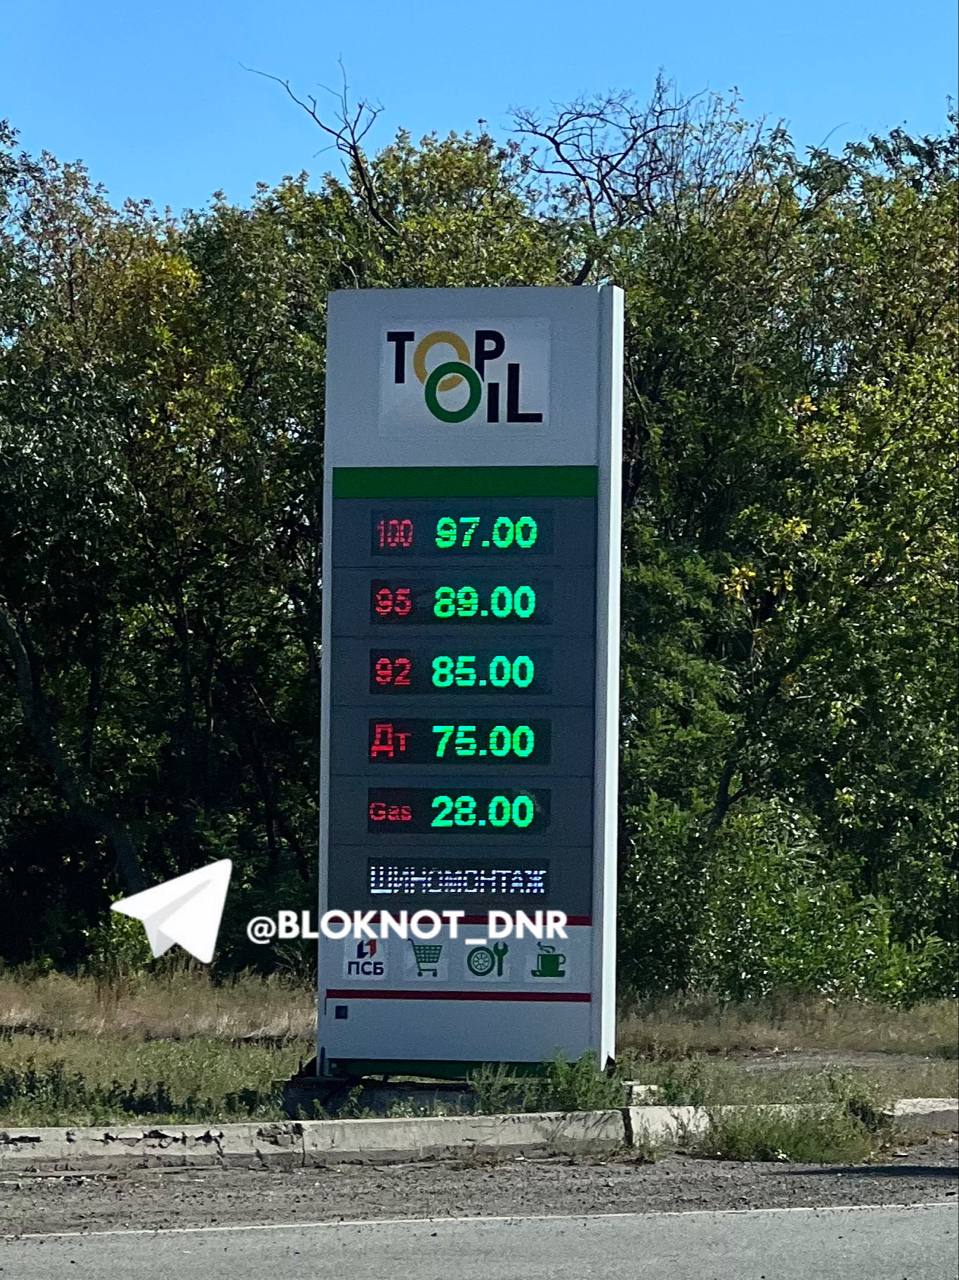 TOP
OIL
100 97.00
95 89.00
92 85.00
Дт 75.00
Gas 28.00
ШИНОМОНТАЖ
@BLOKNOT_DNR
ПСБ